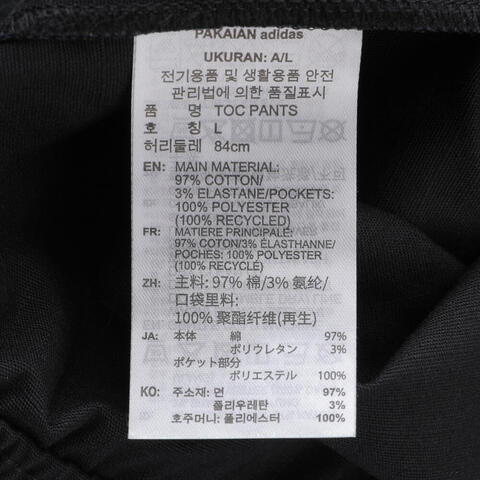 PAKAIAN adidas
UKURAN: A/L
전기용품 및 생활용품 안전
관리법에 의한 품질표시
품 명 TOC PANTS
호 칭 L
허리둘레 84cm
EN: MAIN MATERIAL:
97% COTTON/
3% ELASTANE/POCKETS:
100% POLYESTER
(100% RECYCLED)
FR: MATIERE PRINCIPALE:
97% COTON/3% ÉLASTHANNE/
POCHES: 100% POLYESTER
(100% RECYCLÉ)
ZH: 主料: 97% 棉/3% 氨纶/
口袋里料:
100% 聚酯纤维(再生)
JA: 本体 綿 97%
ポリウレタン 3%
ポケット部分
ポリエステル 100%
KO: 주소재: 면 97%
폴리우레탄 3%
호주머니: 폴리에스터 100%